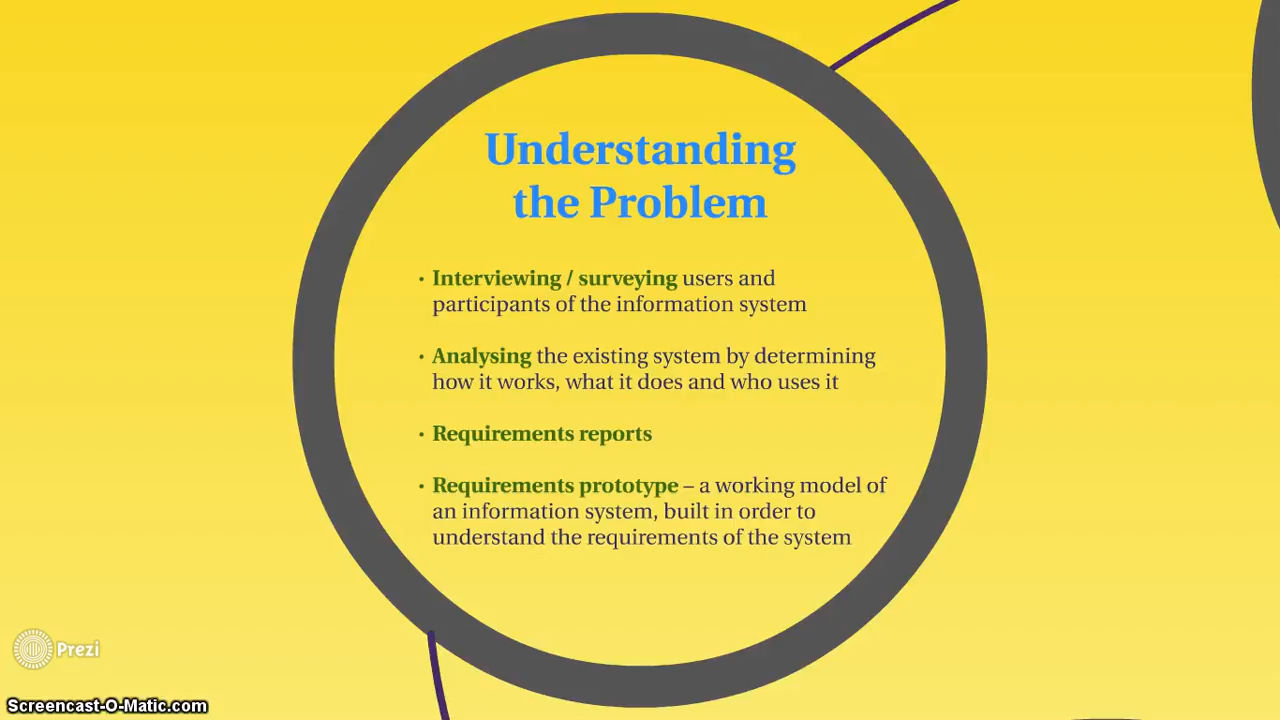 Understanding
the Problem
• Interviewing / surveying users and
participants of the information system
• Analysing the existing system by determining
how it works, what it does and who uses it
• Requirements reports
• Requirements prototype – a working model of
an information system, built in order to
understand the requirements of the system
Prezi
Screencast-O-Matic.com